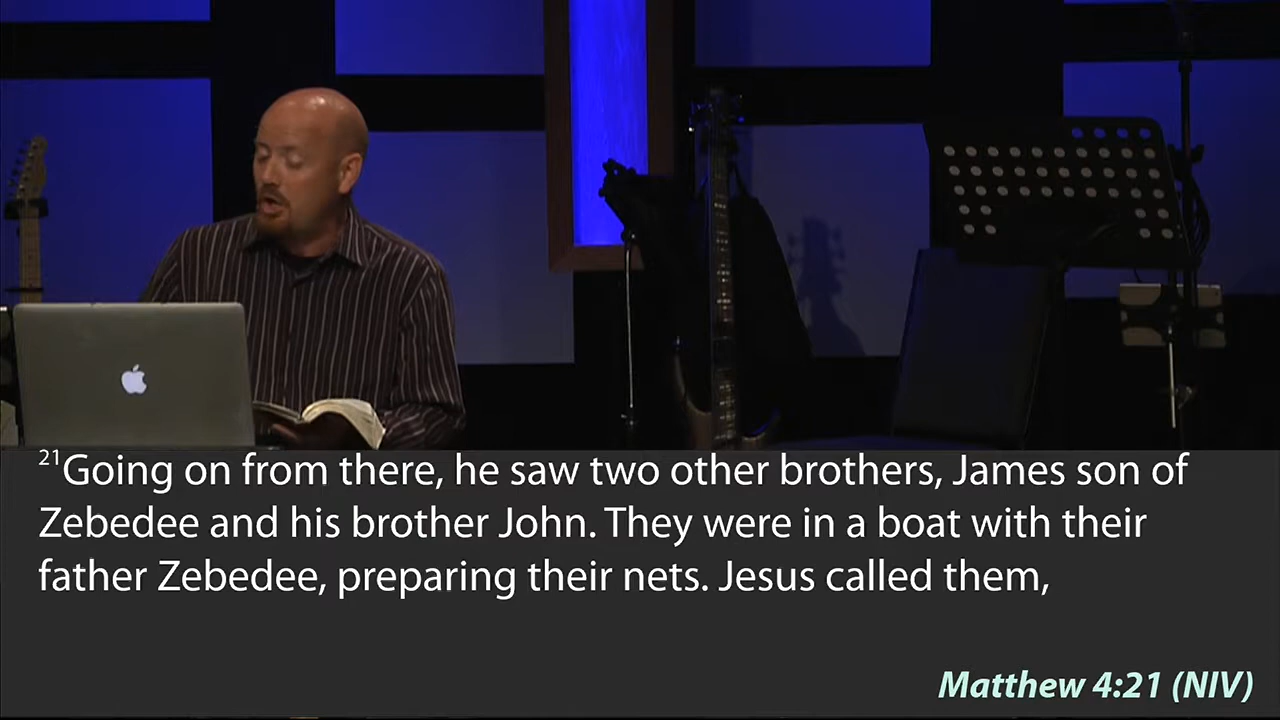 ²¹Going on from there, he saw two other brothers, James son of
Zebedee and his brother John. They were in a boat with their
father Zebedee, preparing their nets. Jesus called them,
Matthew 4:21 (NIV)